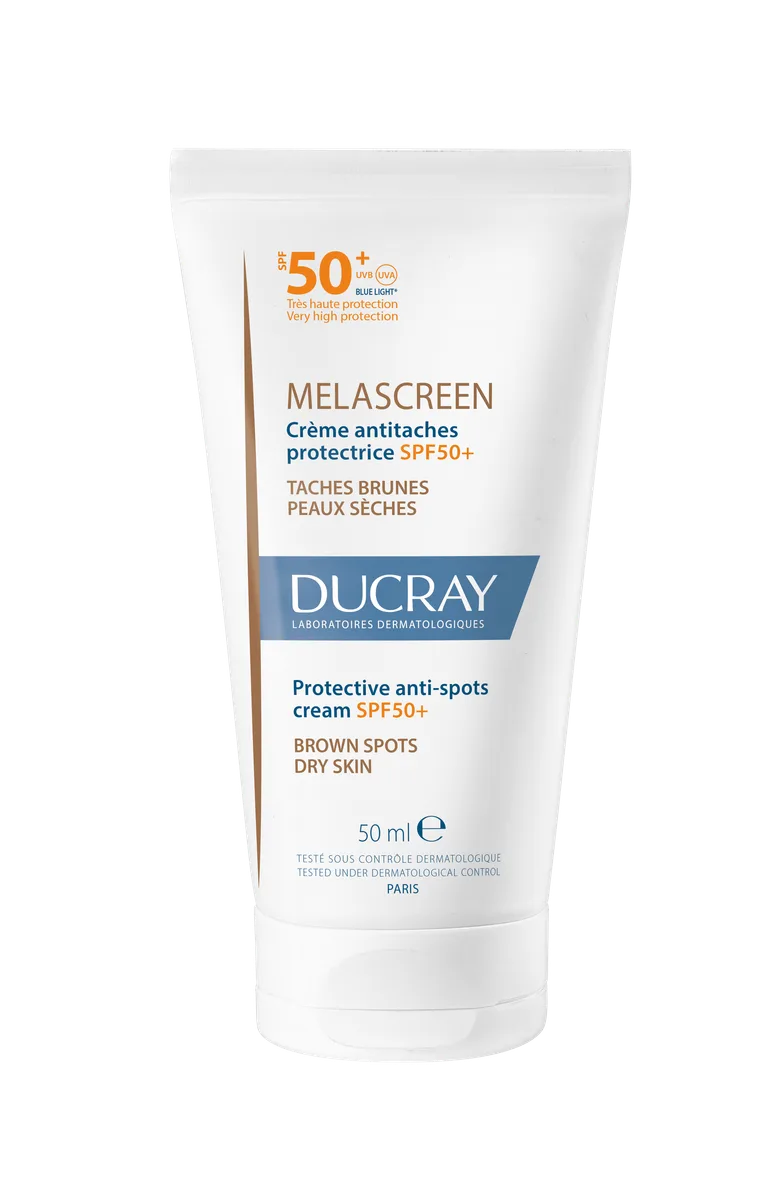 SPF 50+
UVB UVA
BLUE LIGHT*
Très haute protection
Very high protection
MELASCREEN
Crème antitaches
protectrice SPF50+
TACHES BRUNES
PEAUX SÈCHES
DUCRAY
LABORATOIRES DERMATOLOGIQUES
Protective anti-spots
cream SPF50+
BROWN SPOTS
DRY SKIN
50 ml ℮
TESTÉ SOUS CONTRÔLE DERMATOLOGIQUE
TESTED UNDER DERMATOLOGICAL CONTROL
PARIS